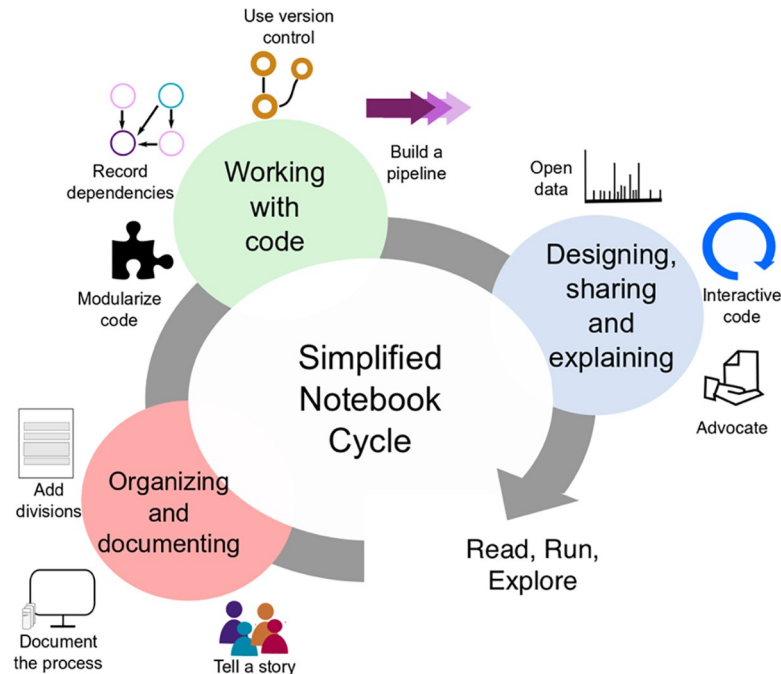 Use version
control
Record
dependencies
Working
with
code
Build a
pipeline
Open
data
Modularize
code
Designing,
sharing
and
explaining
Interactive
code
Simplified
Notebook
Cycle
Advocate
Add
divisions
Organizing
and
documenting
Read, Run,
Explore
Document
the process
Tell a story